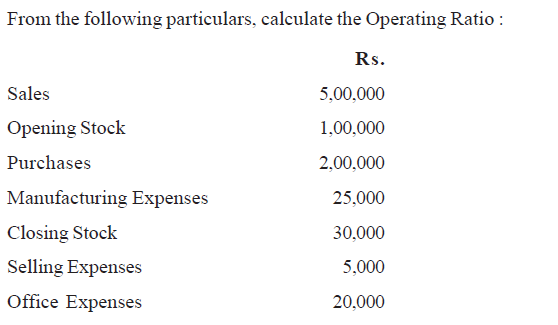 From the following particulars, calculate the Operating Ratio :
Rs.
Sales 5,00,000
Opening Stock 1,00,000
Purchases 2,00,000
Manufacturing Expenses 25,000
Closing Stock 30,000
Selling Expenses 5,000
Office Expenses 20,000